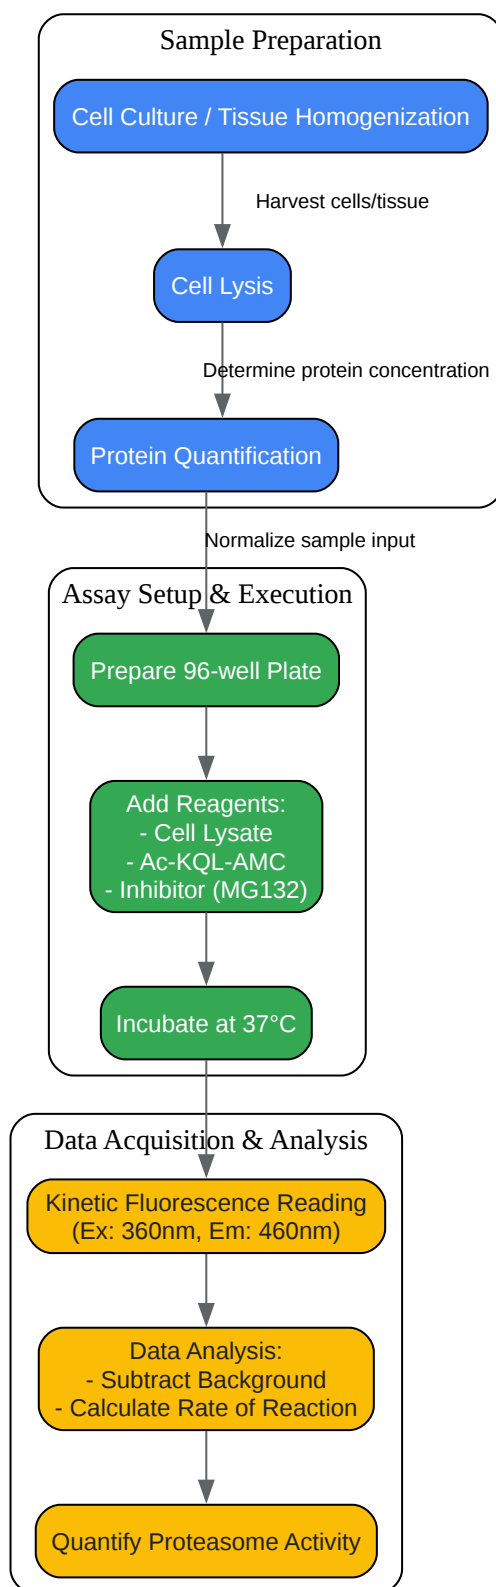 Sample Preparation
Cell Culture / Tissue Homogenization
Harvest cells/tissue
Cell Lysis
Determine protein concentration
Protein Quantification
Normalize sample input
Assay Setup & Execution
Prepare 96-well Plate
Add Reagents:
- Cell Lysate
- Ac-KQL-AMC
- Inhibitor (MG132)
Incubate at 37°C
Data Acquisition & Analysis
Kinetic Fluorescence Reading
(Ex: 360nm, Em: 460nm)
Data Analysis:
- Subtract Background
- Calculate Rate of Reaction
Quantify Proteasome Activity